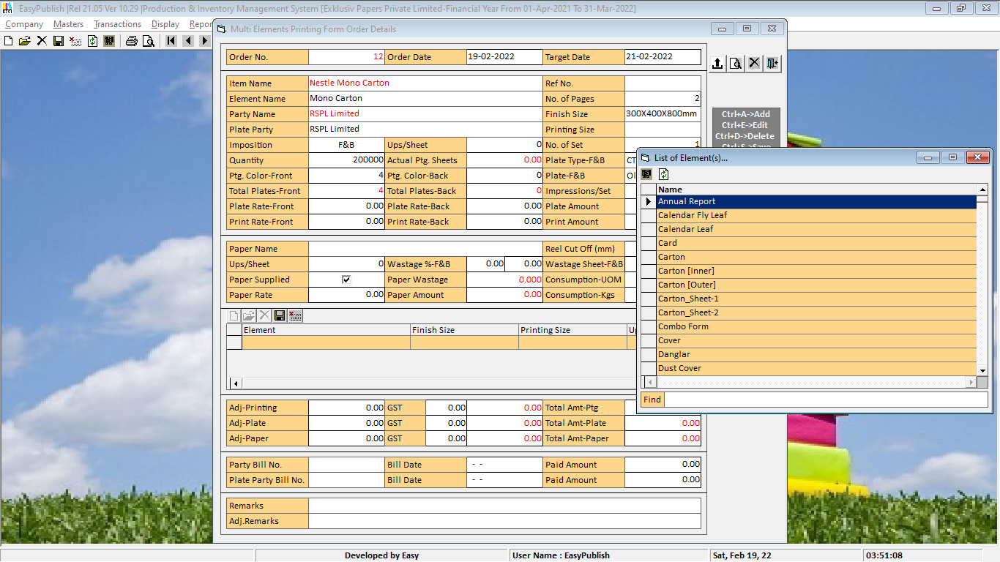 EasyPublish |Rel 21.05 Ver 10.29 |Production & Inventory Management System [Exklusiv Papers Private Limited-Financial Year From 01-Apr-2021 To 31-Mar-2022]
Company Masters Transactions Display
Multi Elements Printing Form Order Details
Order No. 12 Order Date 19-02-2022 Target Date 21-02-2022
Item Name Nestle Mono Carton Ref No.
Element Name Mono Carton No. of Pages 2
Party Name RSPL Limited Finish Size 300X400X800mm
Plate Party RSPL Limited Printing Size
Imposition F&B Ups/Sheet 0 No. of Set 1
Quantity 200000 Actual Ptg. Sheets 0.00 Plate Type-F&B
Ptg. Color-Front 4 Ptg. Color-Back 0 Plate-F&B
Total Plates-Front 4 Total Plates-Back 0 Impressions/Set
Plate Rate-Front 0.00 Plate Rate-Back 0.00 Plate Amount
Print Rate-Front 0.00 Print Rate-Back 0.00 Print Amount
Paper Name Reel Cut Off (mm)
Ups/Sheet 0 Wastage %-F&B 0.00 0.00 Wastage Sheet-F&B
Paper Supplied Paper Wastage 0.000 Consumption-UOM
Paper Rate 0.00 Paper Amount 0.00 Consumption-Kgs
Element Finish Size Printing Size
Adj-Printing 0.00 GST 0.00 0.00 Total Amt-Ptg
Adj-Plate 0.00 GST 0.00 0.00 Total Amt-Plate 0.00
Adj-Paper 0.00 GST 0.00 0.00 Total Amt-Paper 0.00
Party Bill No. Bill Date - - Paid Amount 0.00
Plate Party Bill No. Bill Date - - Paid Amount 0.00
Remarks
Adj.Remarks
Ctrl+A->Add
Ctrl+E->Edit
Ctrl+D->Delete
List of Element(s)...
Name
Annual Report
Calendar Fly Leaf
Calendar Leaf
Card
Carton
Carton [Inner]
Carton [Outer]
Carton_Sheet-1
Carton_Sheet-2
Combo Form
Cover
Danglar
Dust Cover
Find
Developed by Easy User Name : EasyPublish Sat, Feb 19, 22 03:51:08